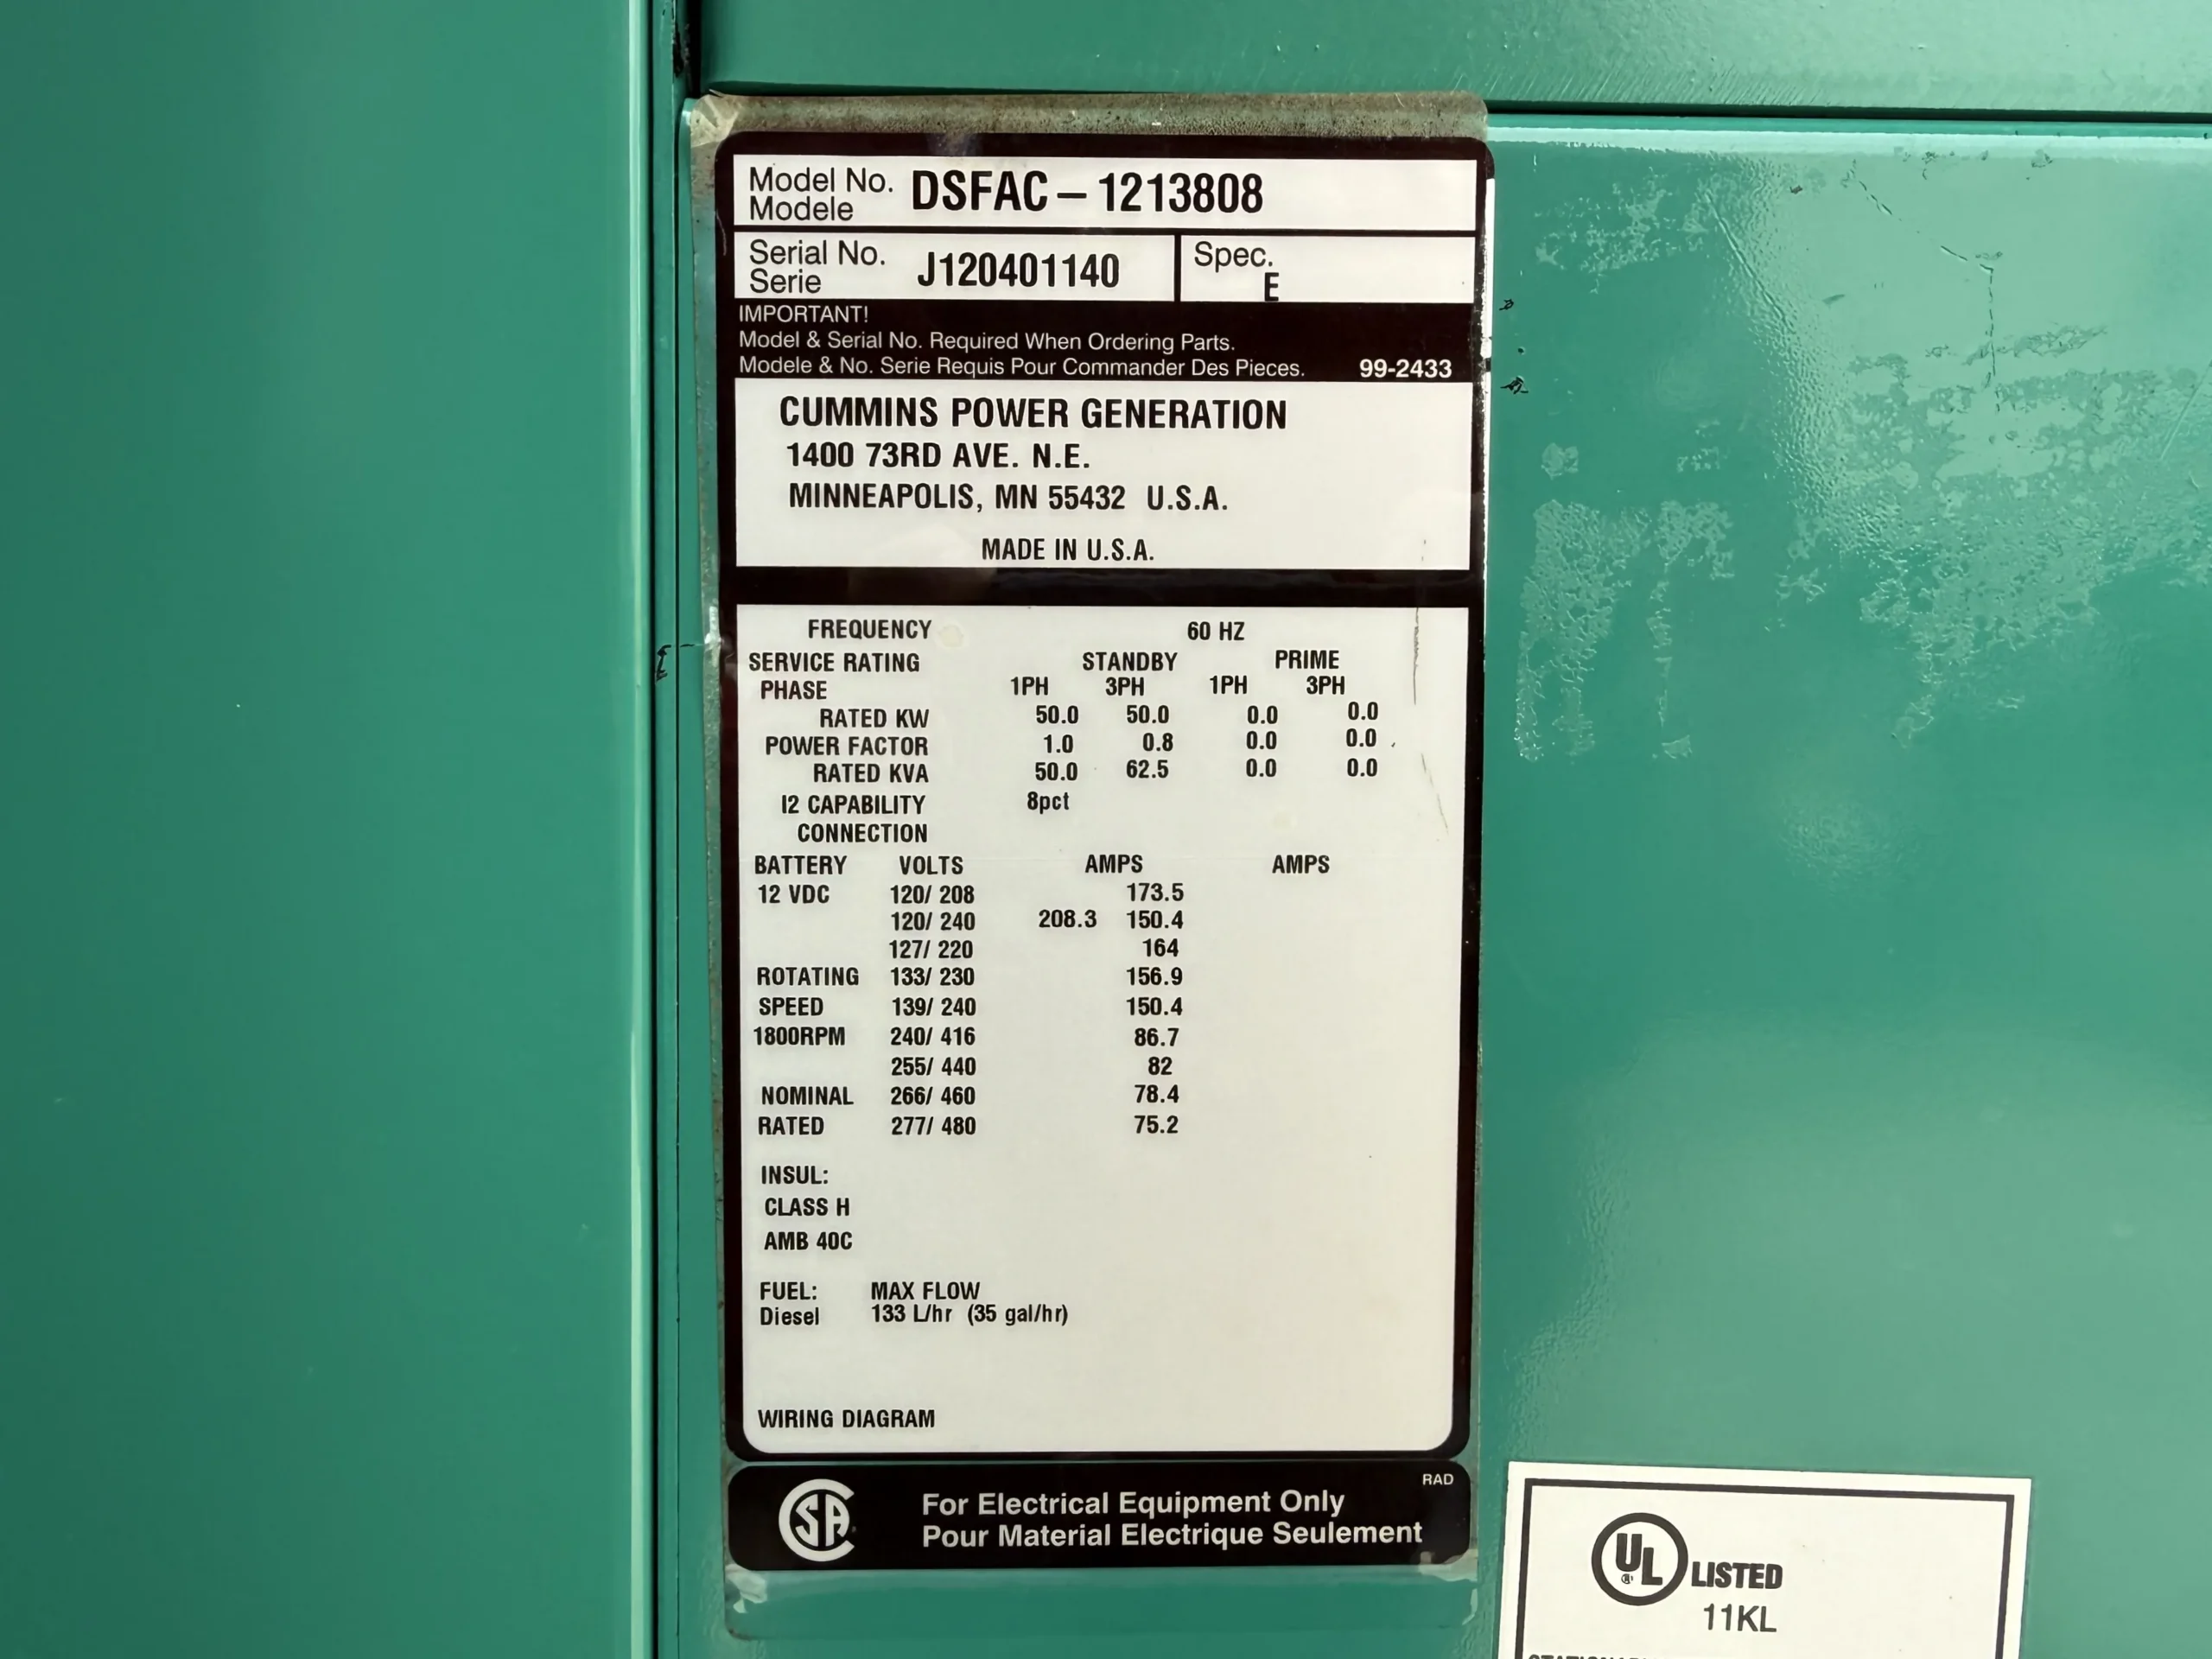 Model No. DSFAC – 1213808
Modele
Serial No. J120401140 Spec.
Serie E
IMPORTANT!
Model & Serial No. Required When Ordering Parts.
Modele & No. Serie Requis Pour Commander Des Pieces. 99-2433
CUMMINS POWER GENERATION
1400 73RD AVE. N.E.
MINNEAPOLIS, MN 55432 U.S.A.
MADE IN U.S.A.
FREQUENCY 60 HZ
SERVICE RATING STANDBY PRIME
PHASE 1PH 3PH 1PH 3PH
RATED KW 50.0 50.0 0.0 0.0
POWER FACTOR 1.0 0.8 0.0 0.0
RATED KVA 50.0 62.5 0.0 0.0
I2 CAPABILITY 8pct
CONNECTION
BATTERY VOLTS AMPS AMPS
12 VDC 120/ 208 173.5
120/ 240 208.3 150.4
127/ 220 164
ROTATING 133/ 230 156.9
SPEED 139/ 240 150.4
1800RPM 240/ 416 86.7
255/ 440 82
NOMINAL 266/ 460 78.4
RATED 277/ 480 75.2
INSUL:
CLASS H
AMB 40C
FUEL: MAX FLOW
Diesel 133 L/hr (35 gal/hr)
WIRING DIAGRAM
RAD
SA
For Electrical Equipment Only
Pour Material Electrique Seulement
UL LISTED
11KL